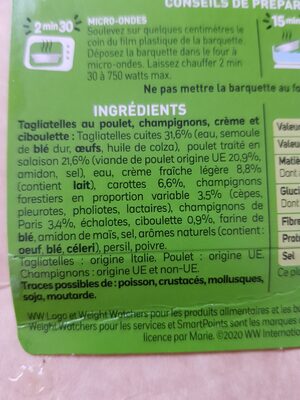 CONSEILS DE PRÉPAR
MICRO-ONDES
2 min 30
Soulevez sur quelques centimètres le
coin du film plastique de la barquette.
Déposez la barquette dans le four à
micro-ondes. Laissez chauffer 2 min
30 à 750 watts max.
15 min
Ne pas mettre la barquette au fo
INGRÉDIENTS
Tagliatelles au poulet, champignons, crème et
ciboulette : Tagliatelles cuites 31,6% (eau, semoule
de blé dur, œufs, huile de colza), poulet traité en
salaison 21,6% (viande de poulet origine UE 20,9%,
amidon, sel), eau, crème fraîche légère 8,8%
(contient lait), carottes 6,6%, champignons
forestiers en proportion variable 3.5% (cèpes,
pleurotes, pholiotes, lactaires), champignons de
Paris 3.4%, échalotes, ciboulette 0,9%, farine de
blé, amidon de maïs, sel, arômes naturels (contient :
oeuf, blé, céleri), persil, poivre.
Tagliatelles : origine Italie. Poulet : origine UE.
Champignons : origine UE et non-UE.
Traces possibles de : poisson, crustacés, mollusques,
soja, moutarde.
WW Logo et Weight Watchers pour les produits alimentaires et les bo
Weight Watchers pour les services et SmartPoints sont les
licence par Marie. ©2020 WW Internation
Valeur
Valeu
Matiè
Dont
Gluci
Dont
Fibre
Prot
Sel